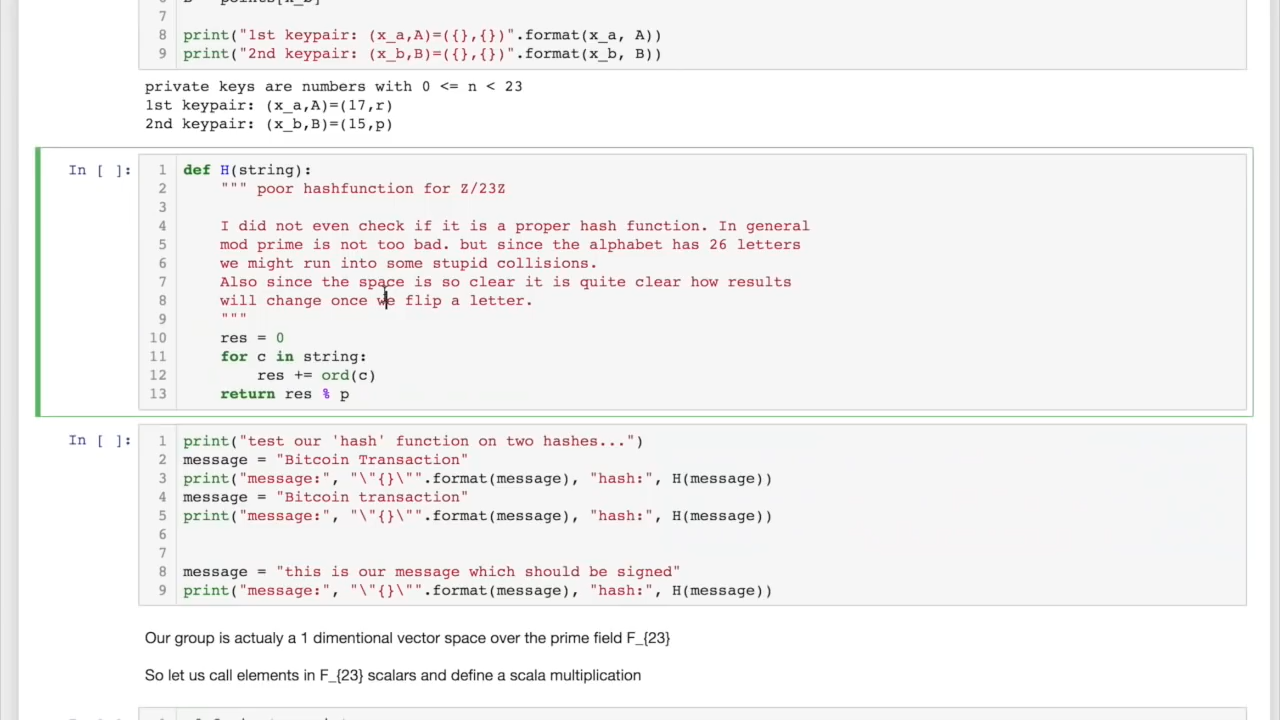 7
8 print("1st keypair: (x_a,A)=({},{})".format(x_a, A))
9 print("2nd keypair: (x_b,B)=({},{})".format(x_b, B))
private keys are numbers with 0 <= n < 23
1st keypair: (x_a,A)=(17,r)
2nd keypair: (x_b,B)=(15,p)
In [ ]: 1 def H(string):
2 """ poor hashfunction for Z/23Z
3
4 I did not even check if it is a proper hash function. In general
5 mod prime is not too bad. but since the alphabet has 26 letters
6 we might run into some stupid collisions.
7 Also since the space is so clear it is quite clear how results
8 will change once we flip a letter.
9 """
10 res = 0
11 for c in string:
12 res += ord(c)
13 return res % p
In [ ]: 1 print("test our 'hash' function on two hashes...")
2 message = "Bitcoin Transaction"
3 print("message:", "\"{}\"".format(message), "hash:", H(message))
4 message = "Bitcoin transaction"
5 print("message:", "\"{}\"".format(message), "hash:", H(message))
6
7
8 message = "this is our message which should be signed"
9 print("message:", "\"{}\"".format(message), "hash:", H(message))
Our group is actualy a 1 dimentional vector space over the prime field F_{23}
So let us call elements in F_{23} scalars and define a scala multiplication